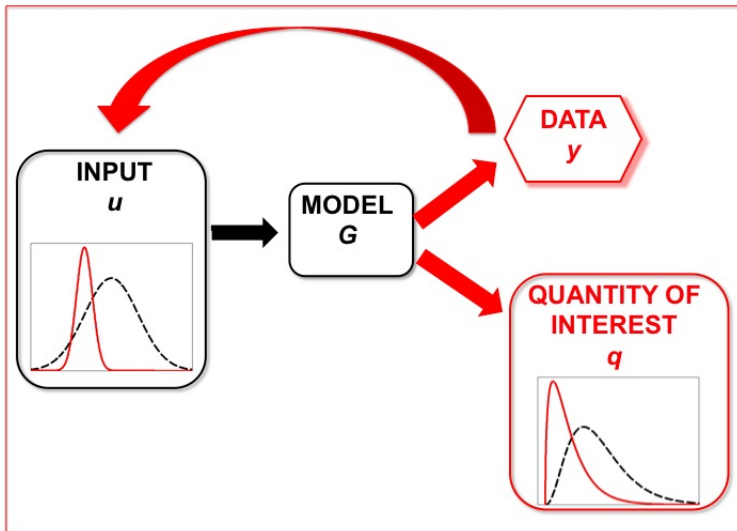 INPUT
u
MODEL
G
DATA
y
QUANTITY OF
INTEREST
q